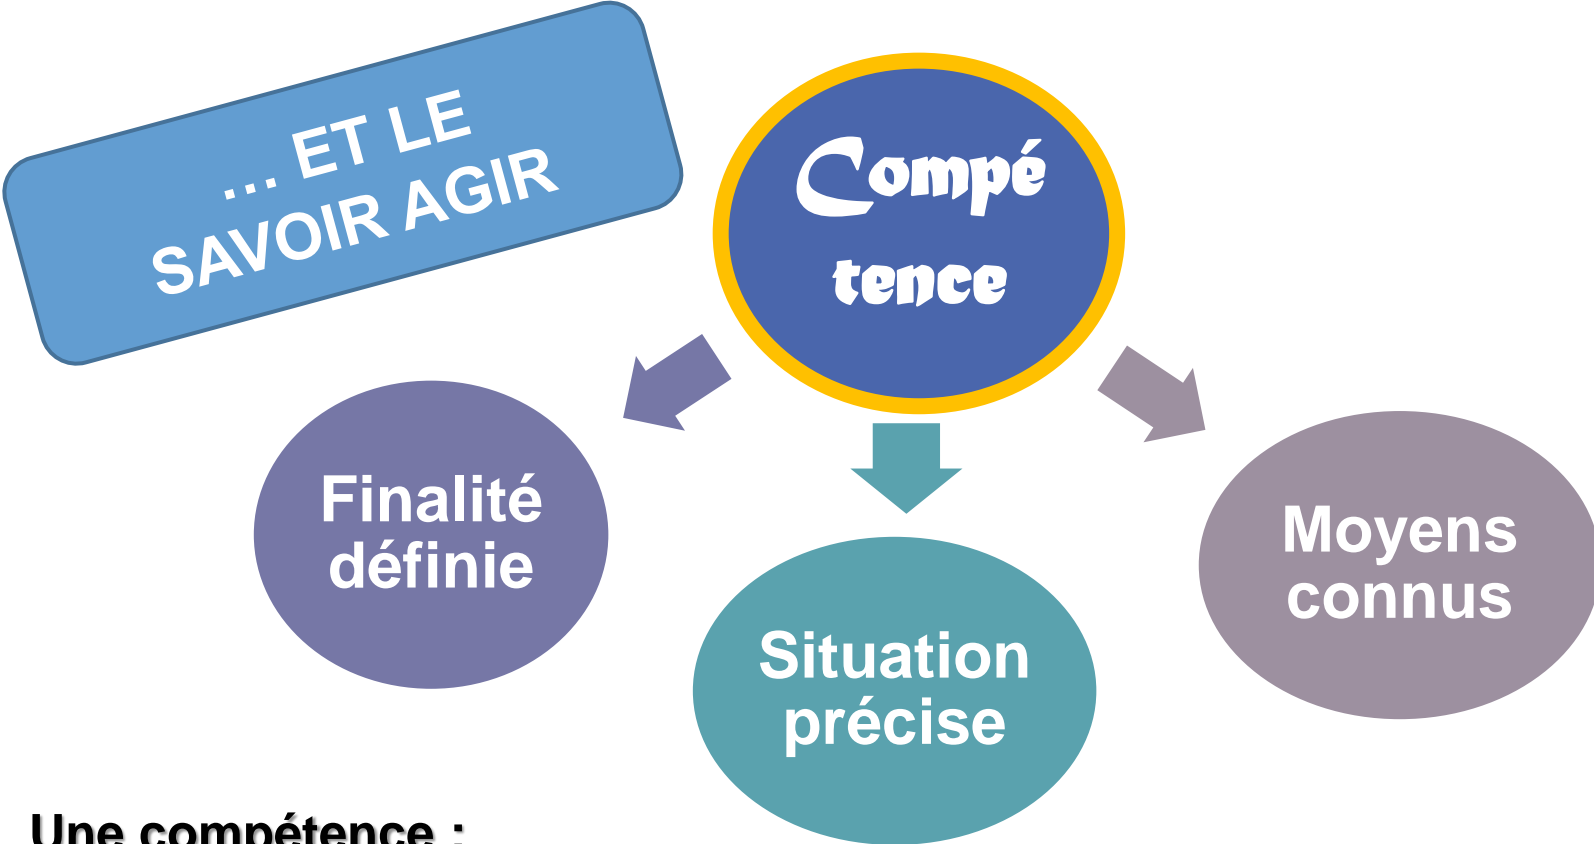 … ET LE
SAVOIR AGIR
Compé
tence
Finalité
définie
Situation
précise
Moyens
connus
Une compétence :